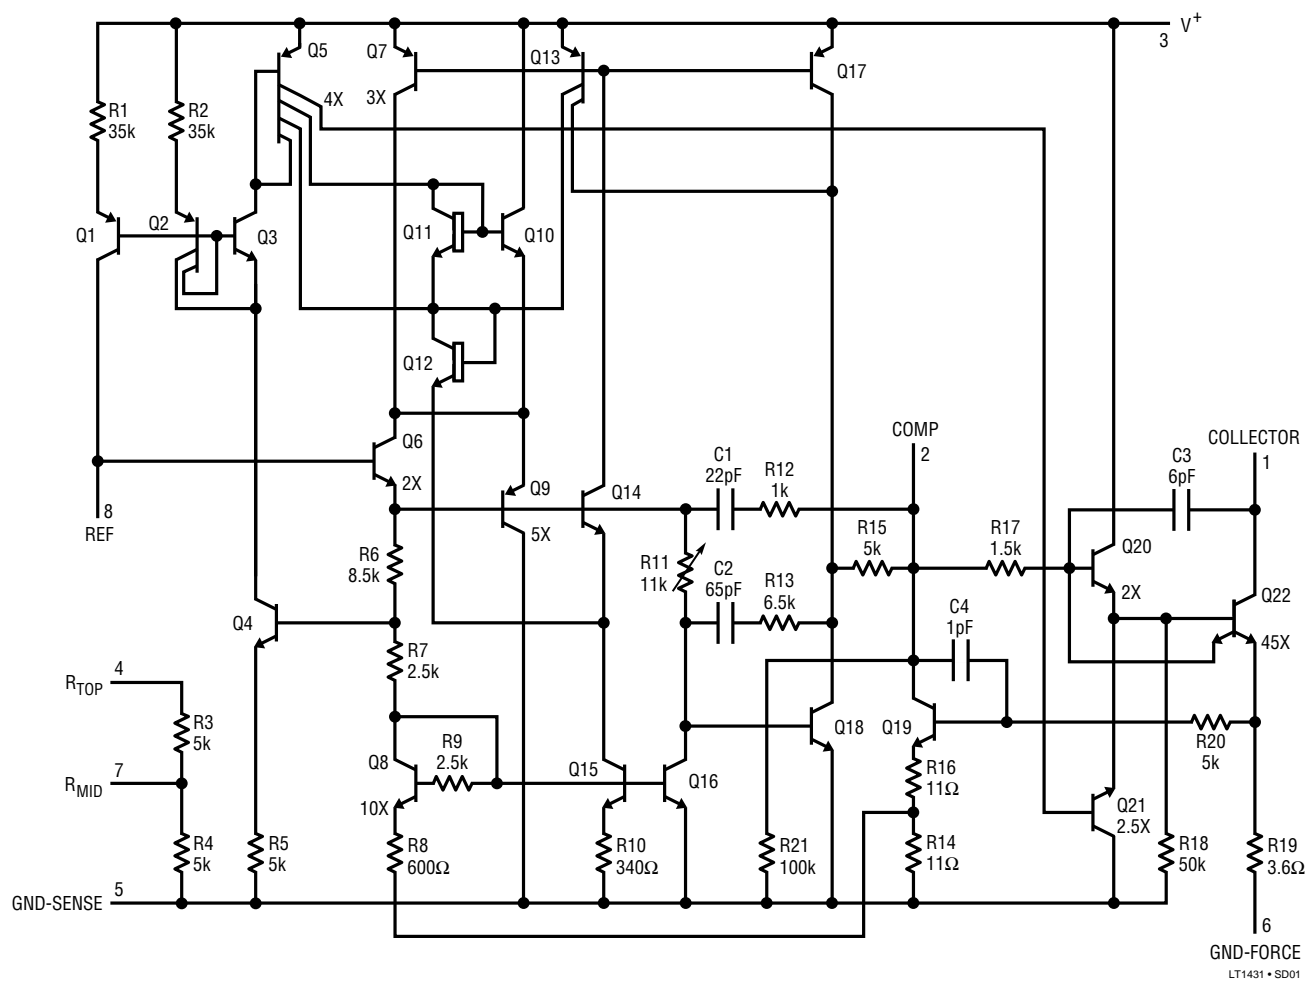 V+
3
Q5
Q7
Q13
Q17
4X
3X
R1
35k
R2
35k
Q1
Q2
Q3
Q11
Q10
Q12
Q6
2X
8
REF
Q9
5X
Q14
C1
22pF
R12
1k
COMP
2
COLLECTOR
1
C3
6pF
R6
8.5k
R11
11k
C2
65pF
R13
6.5k
R15
5k
R17
1.5k
Q20
2X
Q22
45X
Q4
R7
2.5k
C4
1pF
4
RTOP
R3
5k
7
RMID
R4
5k
R5
5k
Q8
10X
R9
2.5k
R8
600Ω
Q15
Q16
R10
340Ω
Q18
Q19
R16
11Ω
R14
11Ω
R21
100k
R20
5k
Q21
2.5X
R18
50k
R19
3.6Ω
GND-SENSE
5
6
GND-FORCE
LT1431 • SD01